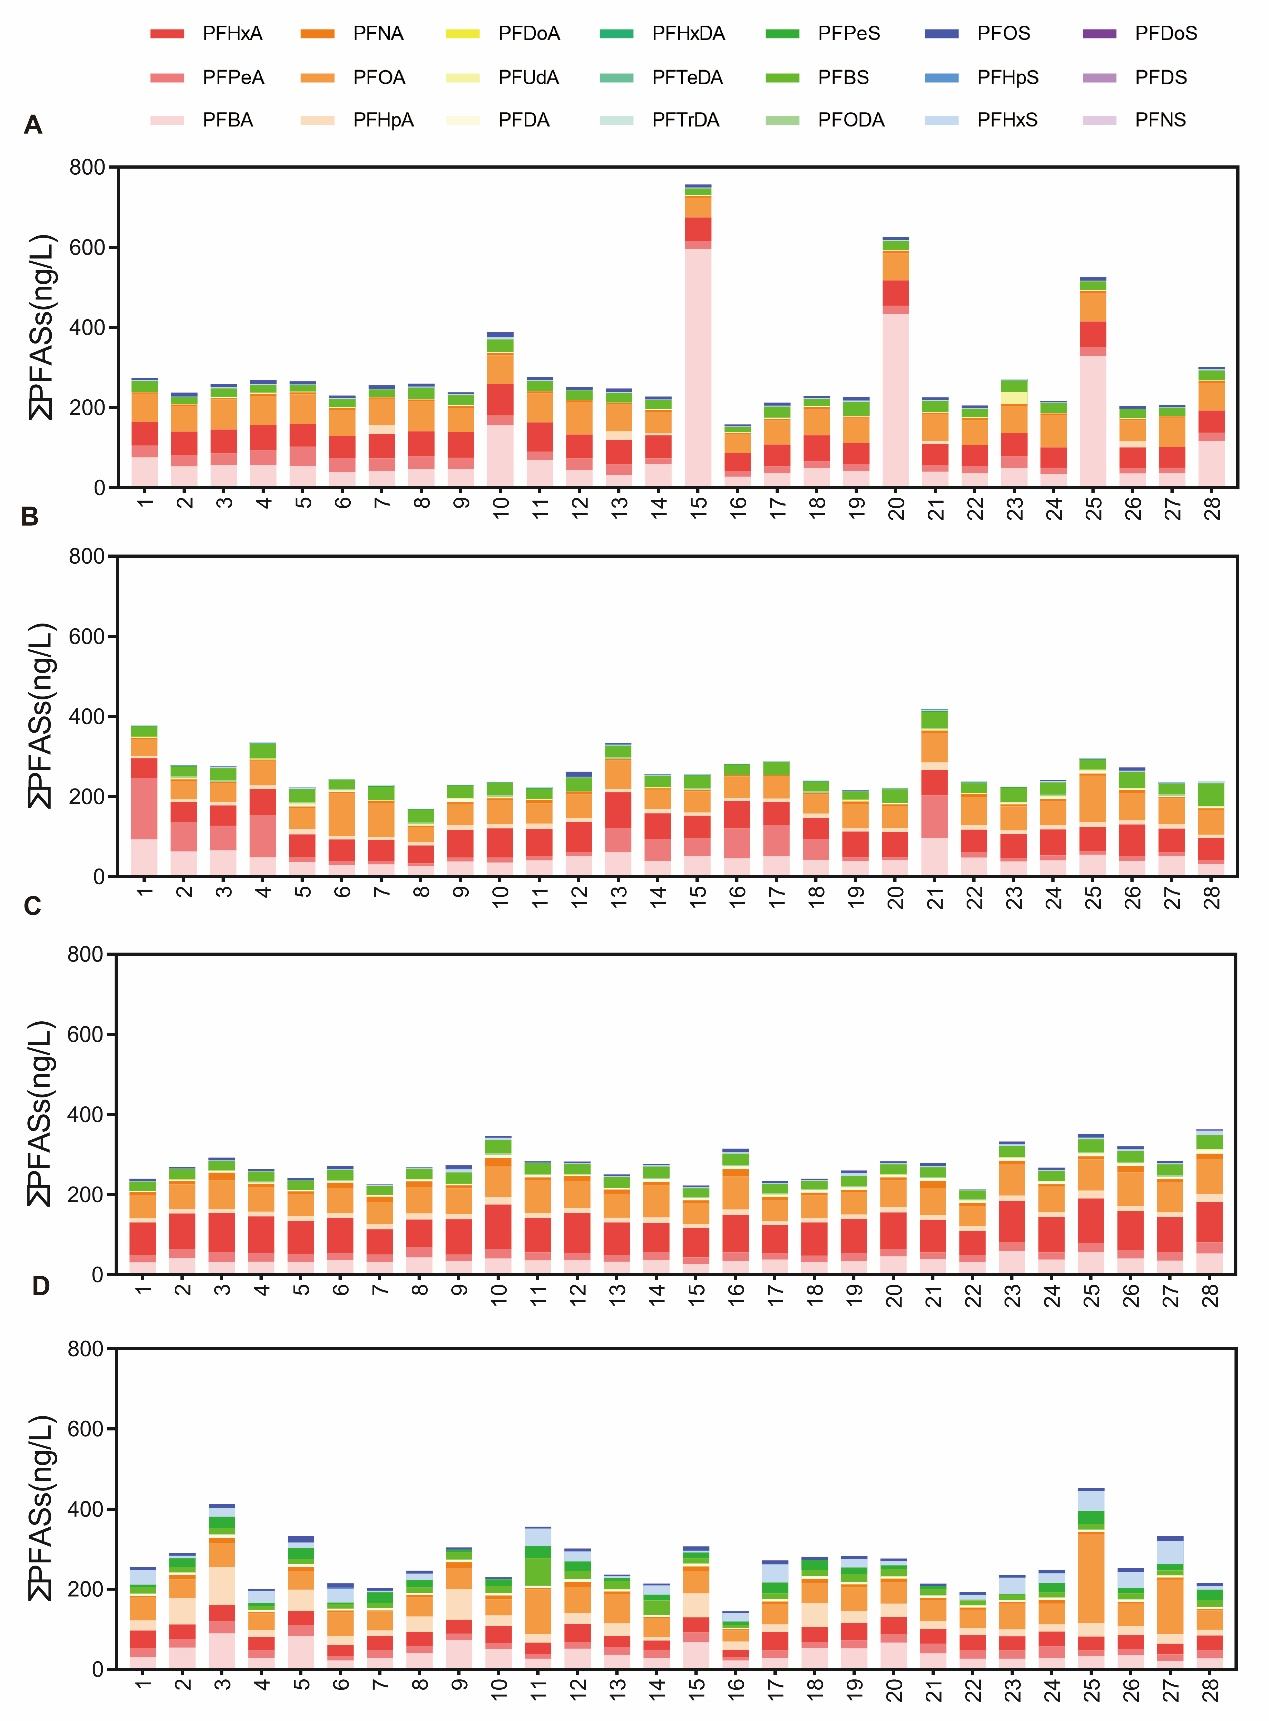 PFHxA PFNA PFDoA PFHxDA PFPeS PFOS PFDoS
PFPeA PFOA PFUdA PFTeDA PFBS PFHpS PFDS
PFBA PFHpA PFDA PFTrDA PFODA PFHxS PFNS
A
800
600
400
200
0
ΣPFASs(ng/L)
1 2 3 4 5 6 7 8 9 10 11 12 13 14 15 16 17 18 19 20 21 22 23 24 25 26 27 28
B
800
600
400
200
0
ΣPFASs(ng/L)
1 2 3 4 5 6 7 8 9 10 11 12 13 14 15 16 17 18 19 20 21 22 23 24 25 26 27 28
C
800
600
400
200
0
ΣPFASs(ng/L)
1 2 3 4 5 6 7 8 9 10 11 12 13 14 15 16 17 18 19 20 21 22 23 24 25 26 27 28
D
800
600
400
200
0
ΣPFASs(ng/L)
1 2 3 4 5 6 7 8 9 10 11 12 13 14 15 16 17 18 19 20 21 22 23 24 25 26 27 28